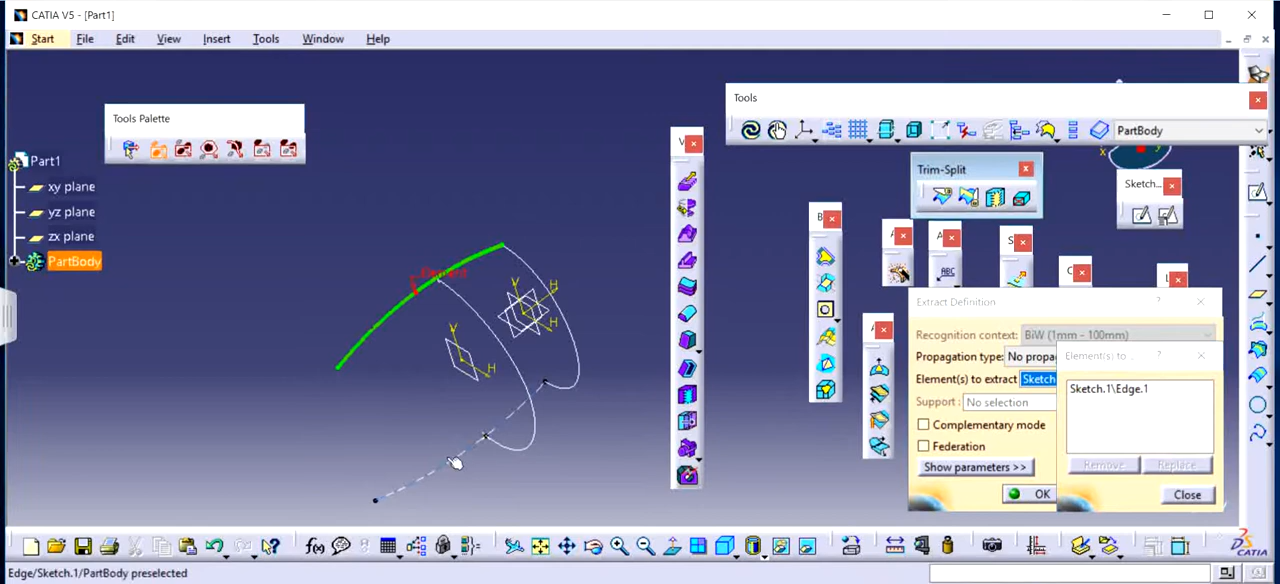 CATIA V5 - [Part1]
Start File Edit View Insert Tools Window Help
Tools Palette
Tools
PartBody
Trim-Split
Sketch...
Part1
xy plane
yz plane
zx plane
PartBody
Element
V
H
H
V
H
V
B
A
A
S
C
L
A
ABC
x
y
Extract Definition
?
Recognition context: BiW (1mm - 100mm)
Propagation type: No propa
Element(s) to extract Sketch
Support : No selection
Complementary mode
Federation
Show parameters >>
OK
Element(s) to ...
?
Sketch.1\Edge.1
Remove Replace
Close
f(x)
CATIA
Edge/Sketch.1/PartBody preselected